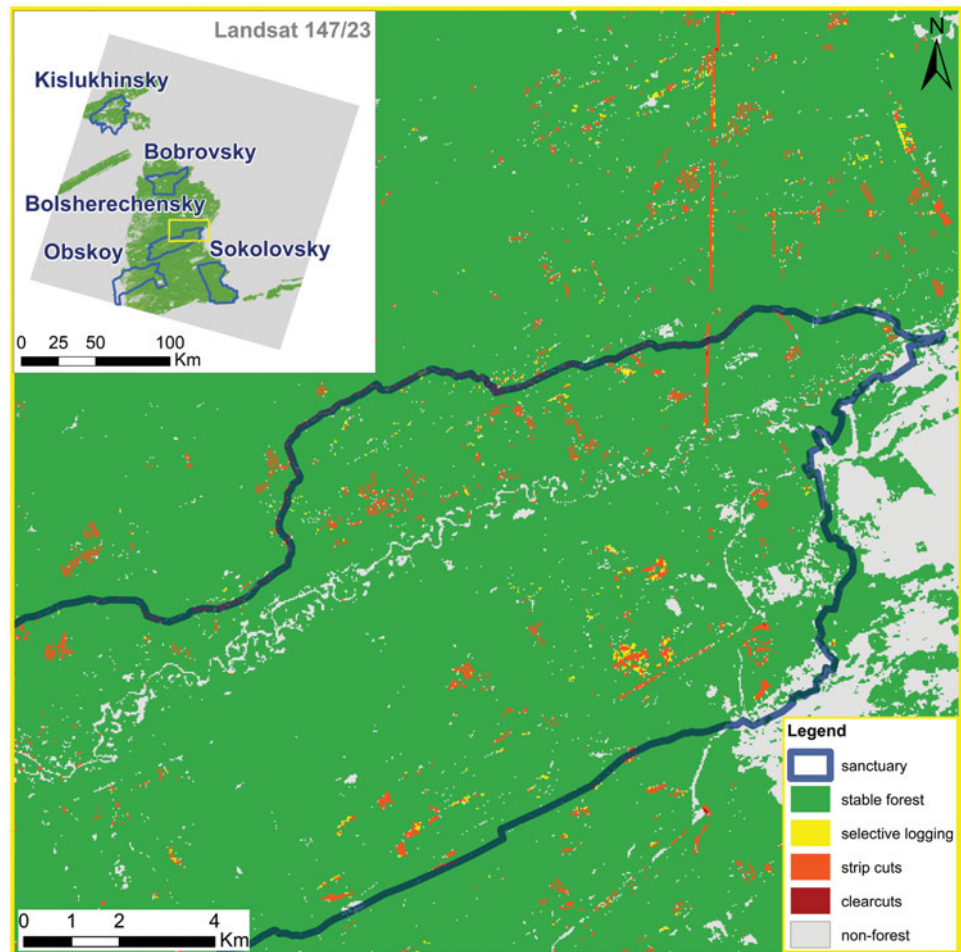 Landsat 147/23
Kislukhinsky
Bobrovsky
Bolsherechensky
Obskoy
Sokolovsky
0 25 50 100
Km
N
Legend
sanctuary
stable forest
selective logging
strip cuts
clearcuts
non-forest
0 1 2 4
Km